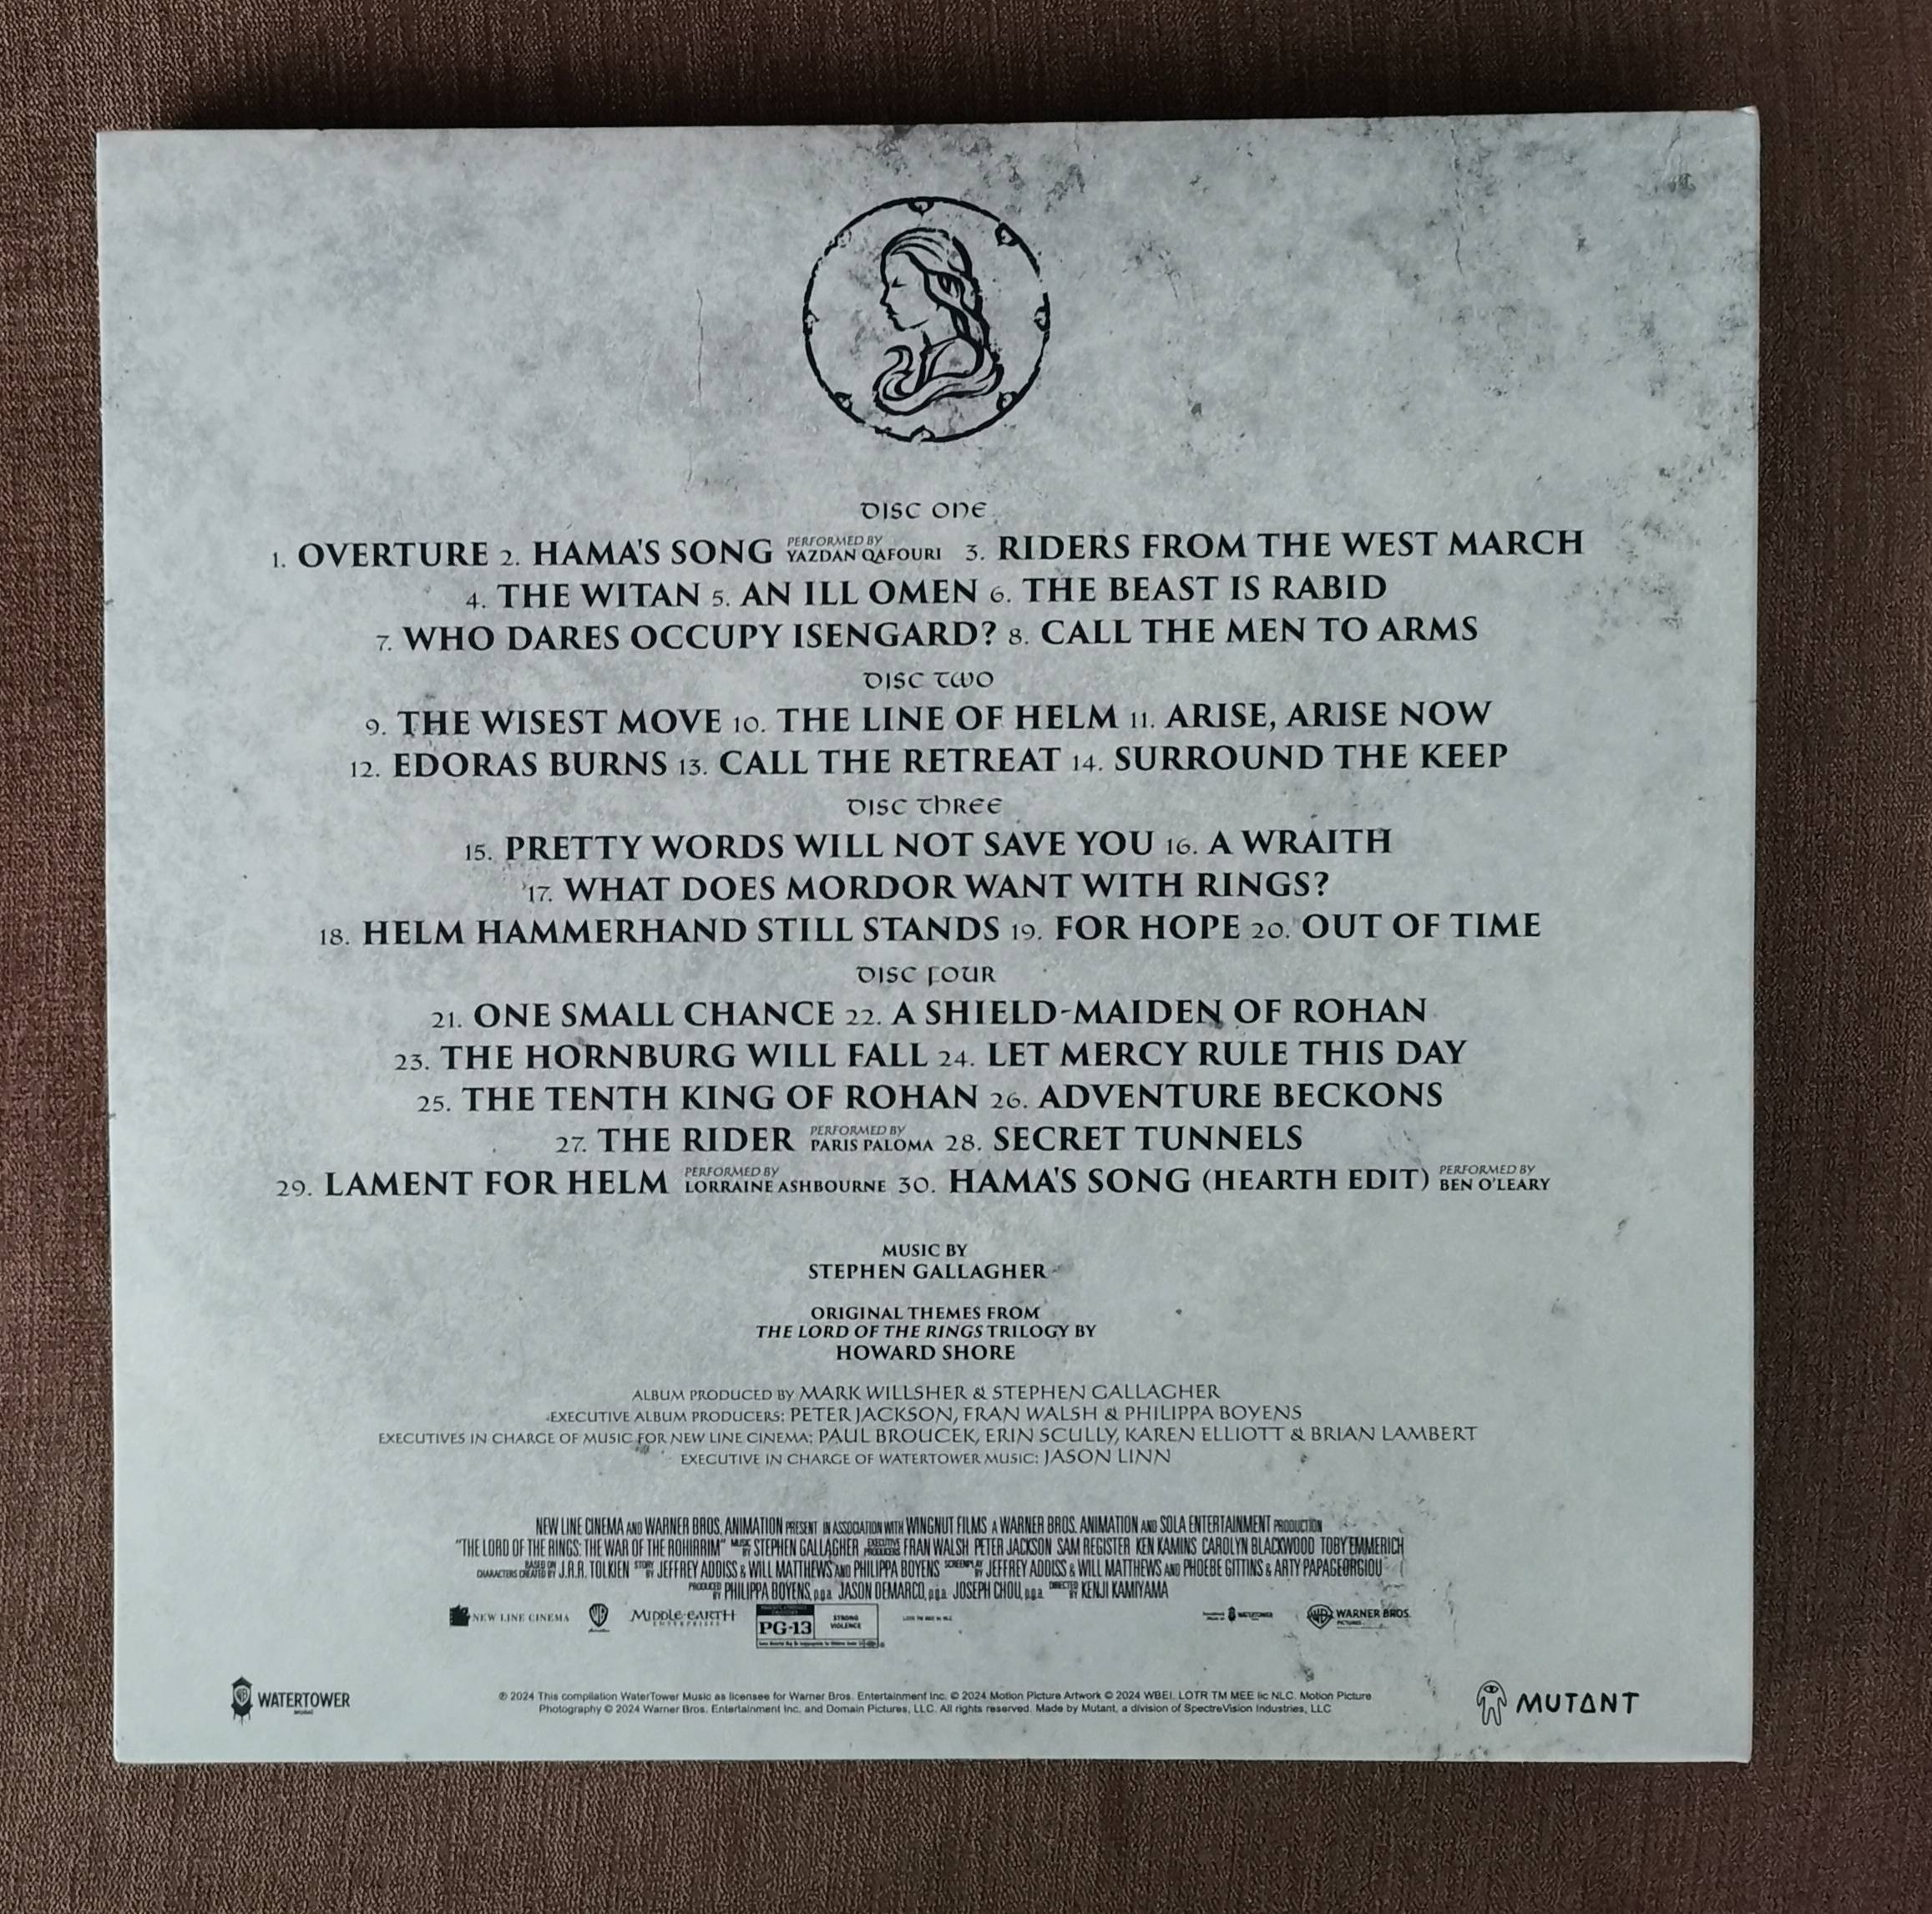 DISC ONE
1. OVERTURE 2. HAMA'S SONG PERFORMED BY YAZDAN QAFOURI 3. RIDERS FROM THE WEST MARCH
4. THE WITAN 5. AN ILL OMEN 6. THE BEAST IS RABID
7. WHO DARES OCCUPY ISENGARD? 8. CALL THE MEN TO ARMS
DISC TWO
9. THE WISEST MOVE 10. THE LINE OF HELM 11. ARISE, ARISE NOW
12. EDORAS BURNS 13. CALL THE RETREAT 14. SURROUND THE KEEP
DISC THREE
15. PRETTY WORDS WILL NOT SAVE YOU 16. A WRAITH
17. WHAT DOES MORDOR WANT WITH RINGS?
18. HELM HAMMERHAND STILL STANDS 19. FOR HOPE 20. OUT OF TIME
DISC FOUR
21. ONE SMALL CHANCE 22. A SHIELD-MAIDEN OF ROHAN
23. THE HORNBURG WILL FALL 24. LET MERCY RULE THIS DAY
25. THE TENTH KING OF ROHAN 26. ADVENTURE BECKONS
27. THE RIDER PERFORMED BY PARIS PALOMA 28. SECRET TUNNELS
29. LAMENT FOR HELM PERFORMED BY LORRAINE ASHBOURNE 30. HAMA'S SONG (HEARTH EDIT) PERFORMED BY BEN O'LEARY
MUSIC BY
STEPHEN GALLAGHER
ORIGINAL THEMES FROM
THE LORD OF THE RINGS TRILOGY BY
HOWARD SHORE
ALBUM PRODUCED BY MARK WILLSHER & STEPHEN GALLAGHER
EXECUTIVE ALBUM PRODUCERS: PETER JACKSON, FRAN WALSH & PHILIPPA BOYENS
EXECUTIVES IN CHARGE OF MUSIC FOR NEW LINE CINEMA: PAUL BROUCEK, ERIN SCULLY, KAREN ELLIOTT & BRIAN LAMBERT
EXECUTIVE IN CHARGE OF WATERTOWER MUSIC: JASON LINN
NEW LINE CINEMA AND WARNER BROS. ANIMATION PRESENT IN ASSOCIATION WITH WINGNUT FILMS A WARNER BROS. ANIMATION AND SOLA ENTERTAINMENT PRODUCTION
"THE LORD OF THE RINGS: THE WAR OF THE ROHIRRIM" MUSIC BY STEPHEN GALLAGHER EXECUTIVE PRODUCERS FRAN WALSH PETER JACKSON SAM REGISTER KEN KAMINS CAROLYN BLACKWOOD TOBY EMMERICH
BASED ON CHARACTERS CREATED BY J.R.R. TOLKIEN STORY BY JEFFREY ADDISS & WILL MATTHEWS AND PHILIPPA BOYENS SCREENPLAY BY JEFFREY ADDISS & WILL MATTHEWS AND PHOEBE GITTINS & ARTY PAPAGEORGIOU
PRODUCED BY PHILIPPA BOYENS, p.g.a. JASON DEMARCO, p.g.a. JOSEPH CHOU, p.g.a. DIRECTED BY KENJI KAMIYAMA
NEW LINE CINEMA WB MIDDLE-EARTH ENTERPRISES PG-13 STRONG VIOLENCE WATERTOWER WB WARNER BROS. PICTURES
WATERTOWER MUSIC
℗ 2024 This compilation WaterTower Music as licensee for Warner Bros. Entertainment Inc. © 2024 Motion Picture Artwork © 2024 WBEI. LOTR TM MEE lic NLC. Motion Picture
Photography © 2024 Warner Bros. Entertainment Inc. and Domain Pictures, LLC. All rights reserved. Made by Mutant, a division of SpectreVision Industries, LLC
MUTANT